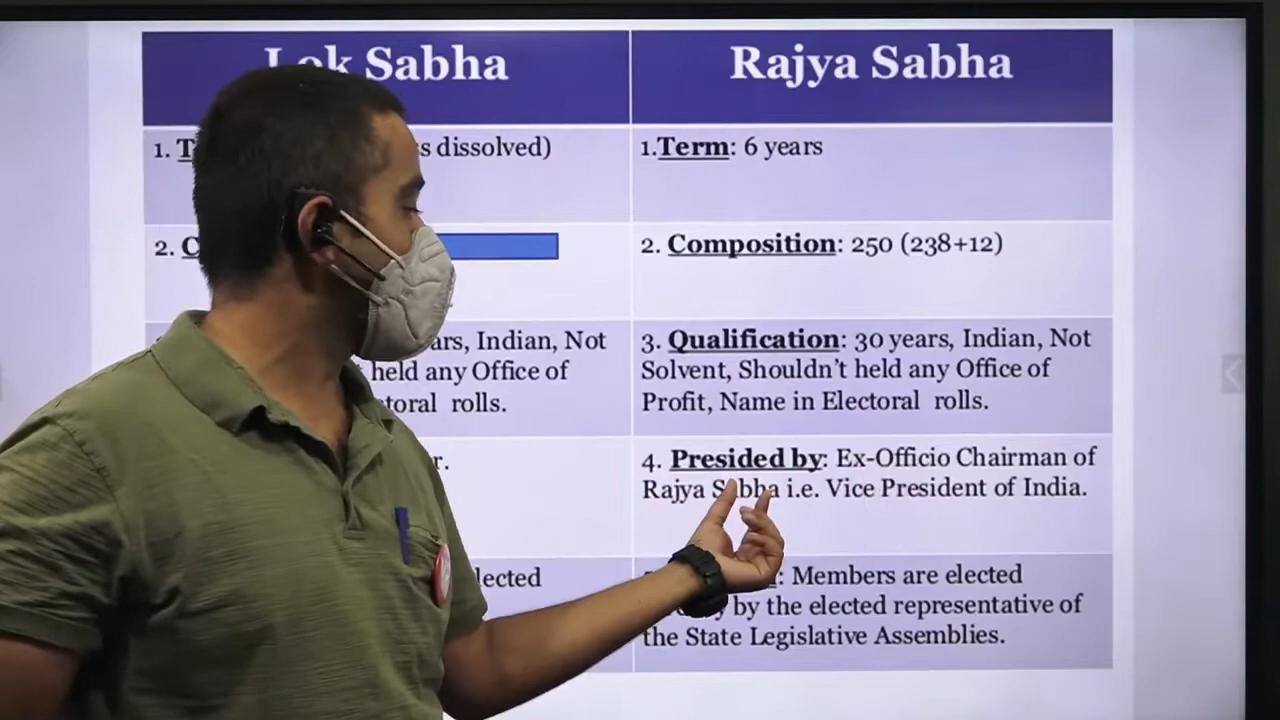 Lok Sabha
Rajya Sabha
1. s dissolved)
1.Term: 6 years
2.
2. Composition: 250 (238+12)
Indian, Not
held any Office of
rolls.
3. Qualification: 30 years, Indian, Not
Solvent, Shouldn't held any Office of
Profit, Name in Electoral rolls.
4. Presided by: Ex-Officio Chairman of
Rajya Sabha i.e. Vice President of India.
: Members are elected
by the elected representative of
the State Legislative Assemblies.